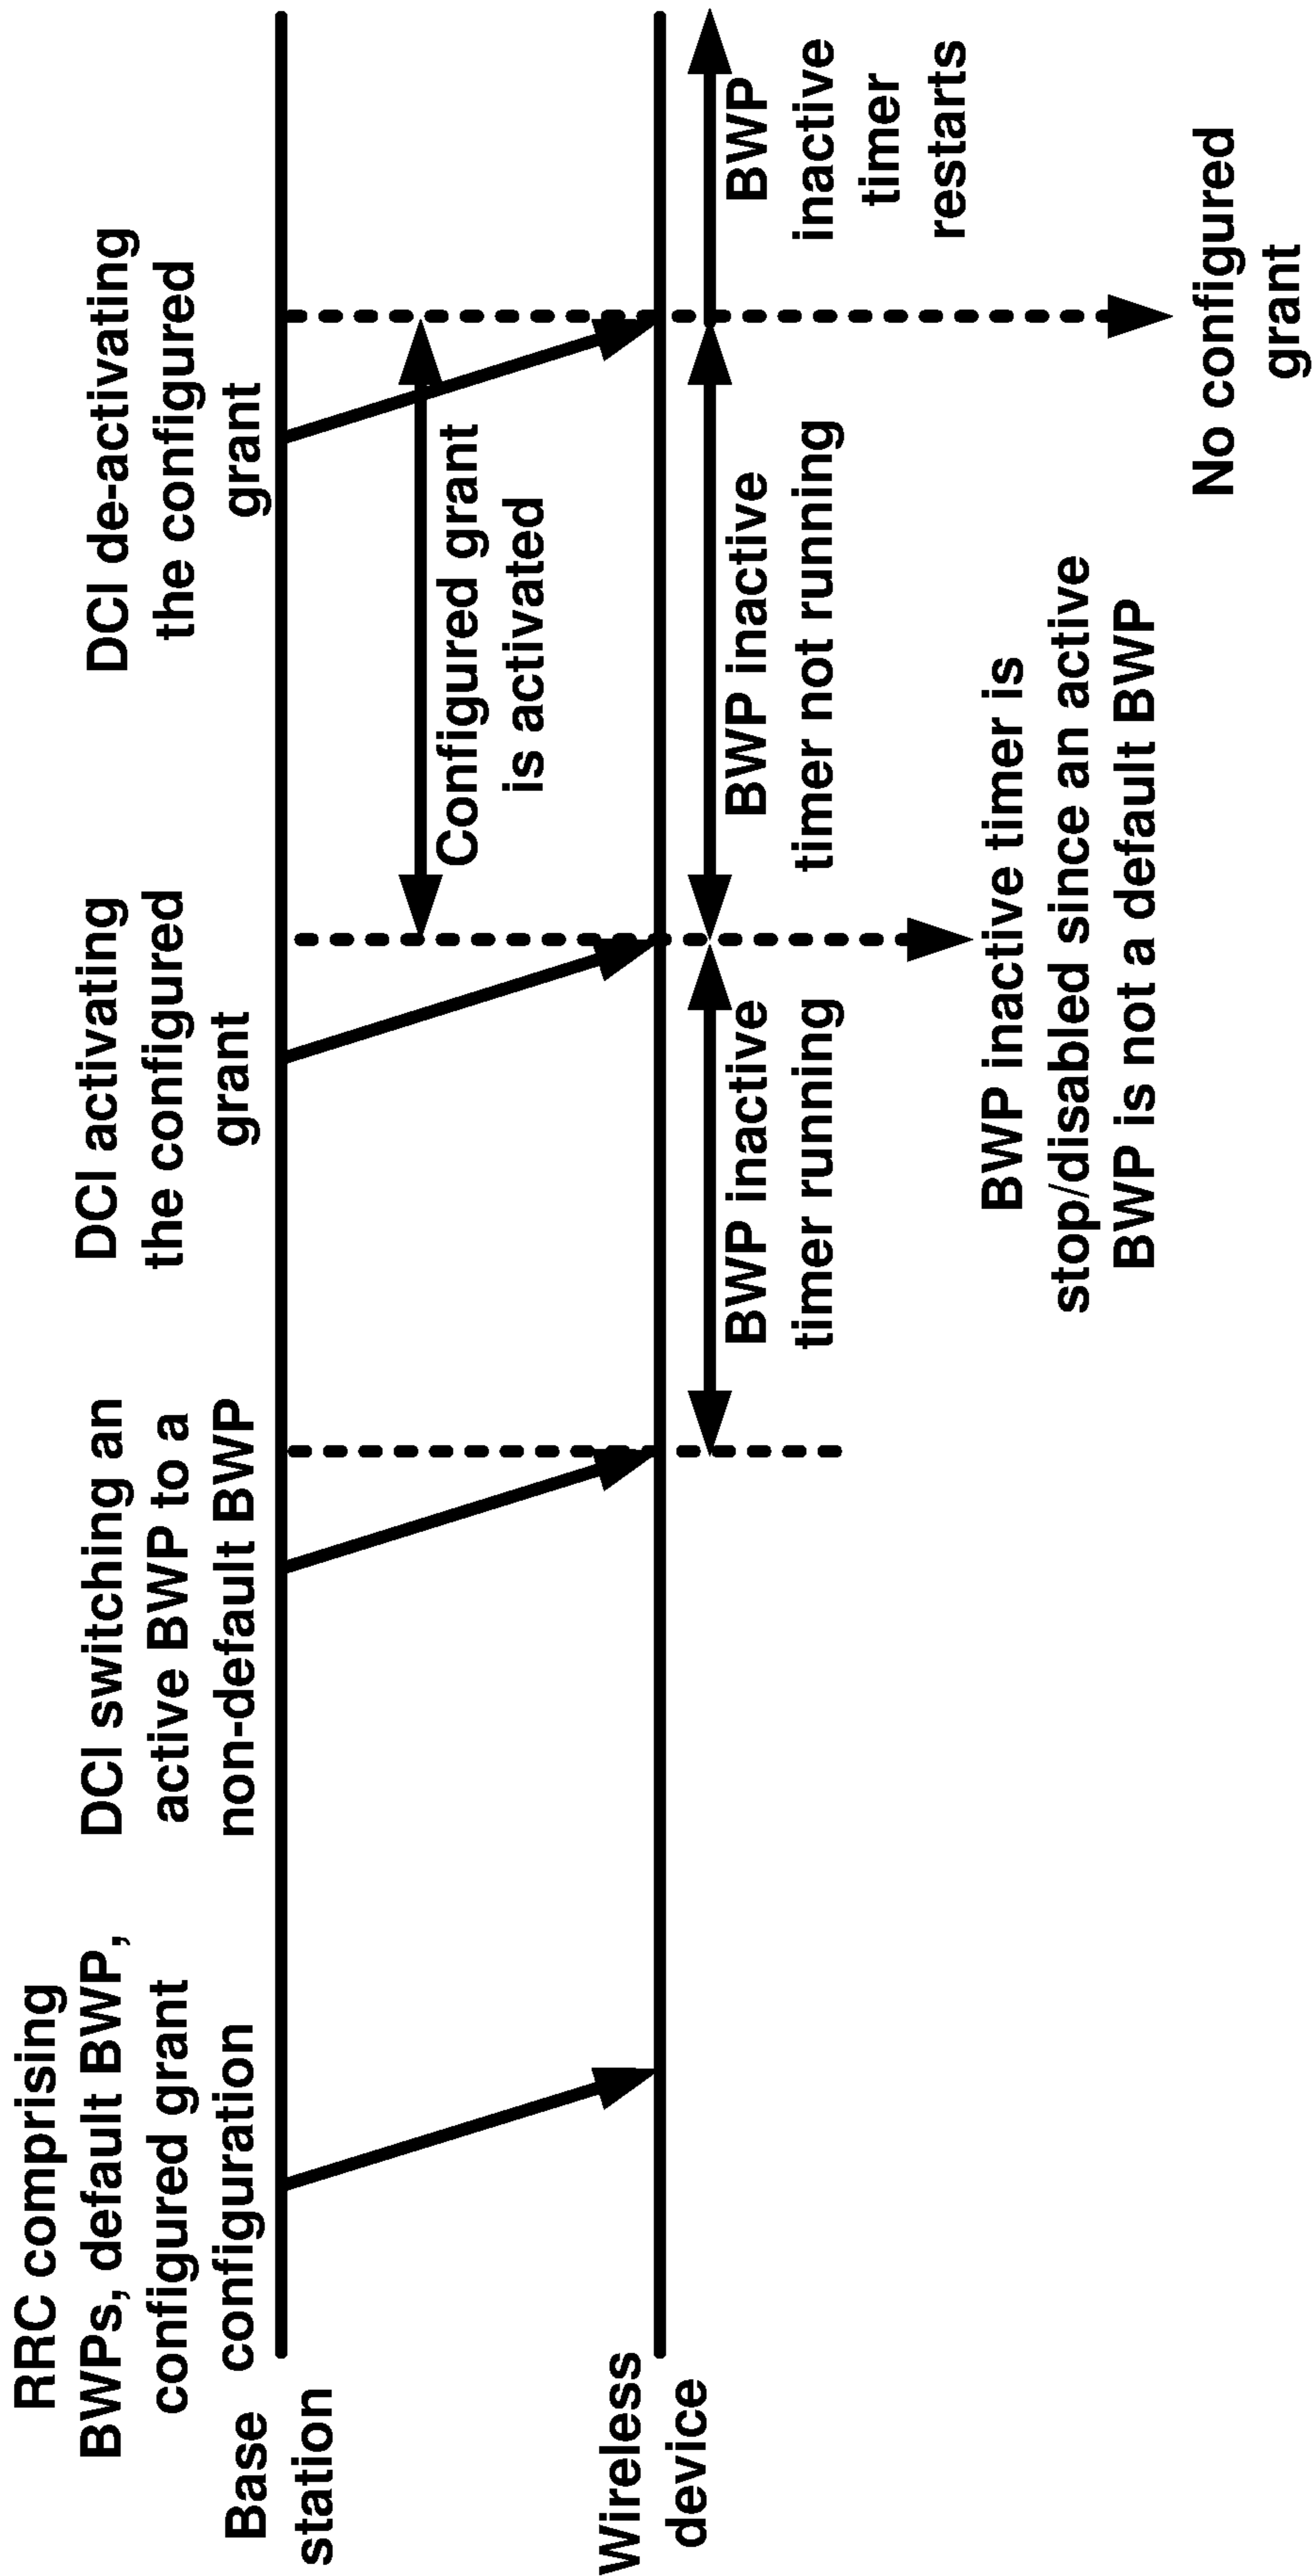 RRC comprising
BWPs, default BWP,
configured grant
configuration
DCI switching an
active BWP to a
non-default BWP
DCI activating
the configured
grant
DCI de-activating
the configured
grant
Base
station
Configured grant
is activated
Wireless
device
BWP inactive
timer running
BWP inactive
timer not running
BWP
inactive
timer
restarts
BWP inactive timer is
stop/disabled since an active
BWP is not a default BWP
No configured
grant